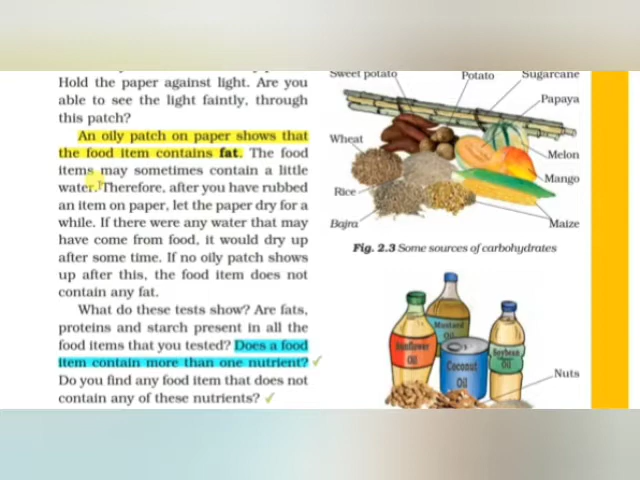 Hold the paper against light. Are you
able to see the light faintly, through
this patch?
An oily patch on paper shows that
the food item contains fat. The food
items may sometimes contain a little
water. Therefore, after you have rubbed
an item on paper, let the paper dry for a
while. If there were any water that may
have come from food, it would dry up
after some time. If no oily patch shows
up after this, the food item does not
contain any fat.
What do these tests show? Are fats,
proteins and starch present in all the
food items that you tested? Does a food
item contain more than one nutrient?
Do you find any food item that does not
contain any of these nutrients?
Sweet potato
Potato
Sugarcane
Papaya
Wheat
Melon
Mango
Rice
Bajra
Maize
Fig. 2.3 Some sources of carbohydrates
Mustard
Oil
Sunflower
Oil
Coconut
Oil
Soybean
Oil
Nuts